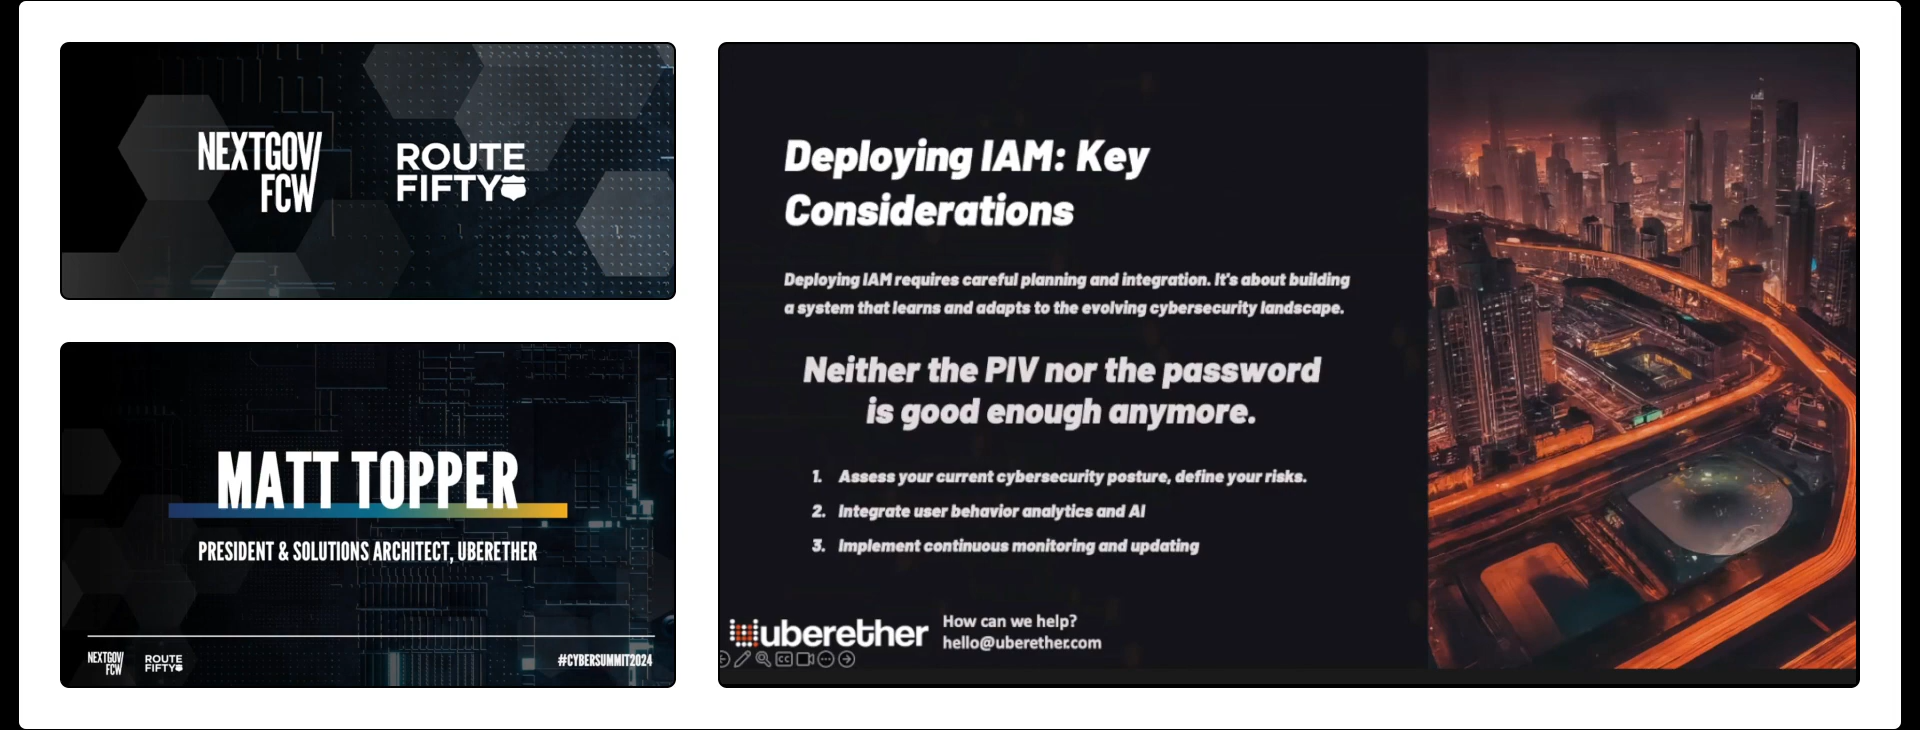 NEXTGOV
FCW
ROUTE
FIFTY
MATT TOPPER
PRESIDENT & SOLUTIONS ARCHITECT, UBERETHER
NEXTGOV
FCW
ROUTE
FIFTY
#CYBERSUMMIT2024
Deploying IAM: Key
Considerations
Deploying IAM requires careful planning and integration. It's about building
a system that learns and adapts to the evolving cybersecurity landscape.
Neither the PIV nor the password
is good enough anymore.
1. Assess your current cybersecurity posture, define your risks.
2. Integrate user behavior analytics and AI
3. Implement continuous monitoring and updating
uberether
How can we help?
hello@uberether.com
CC